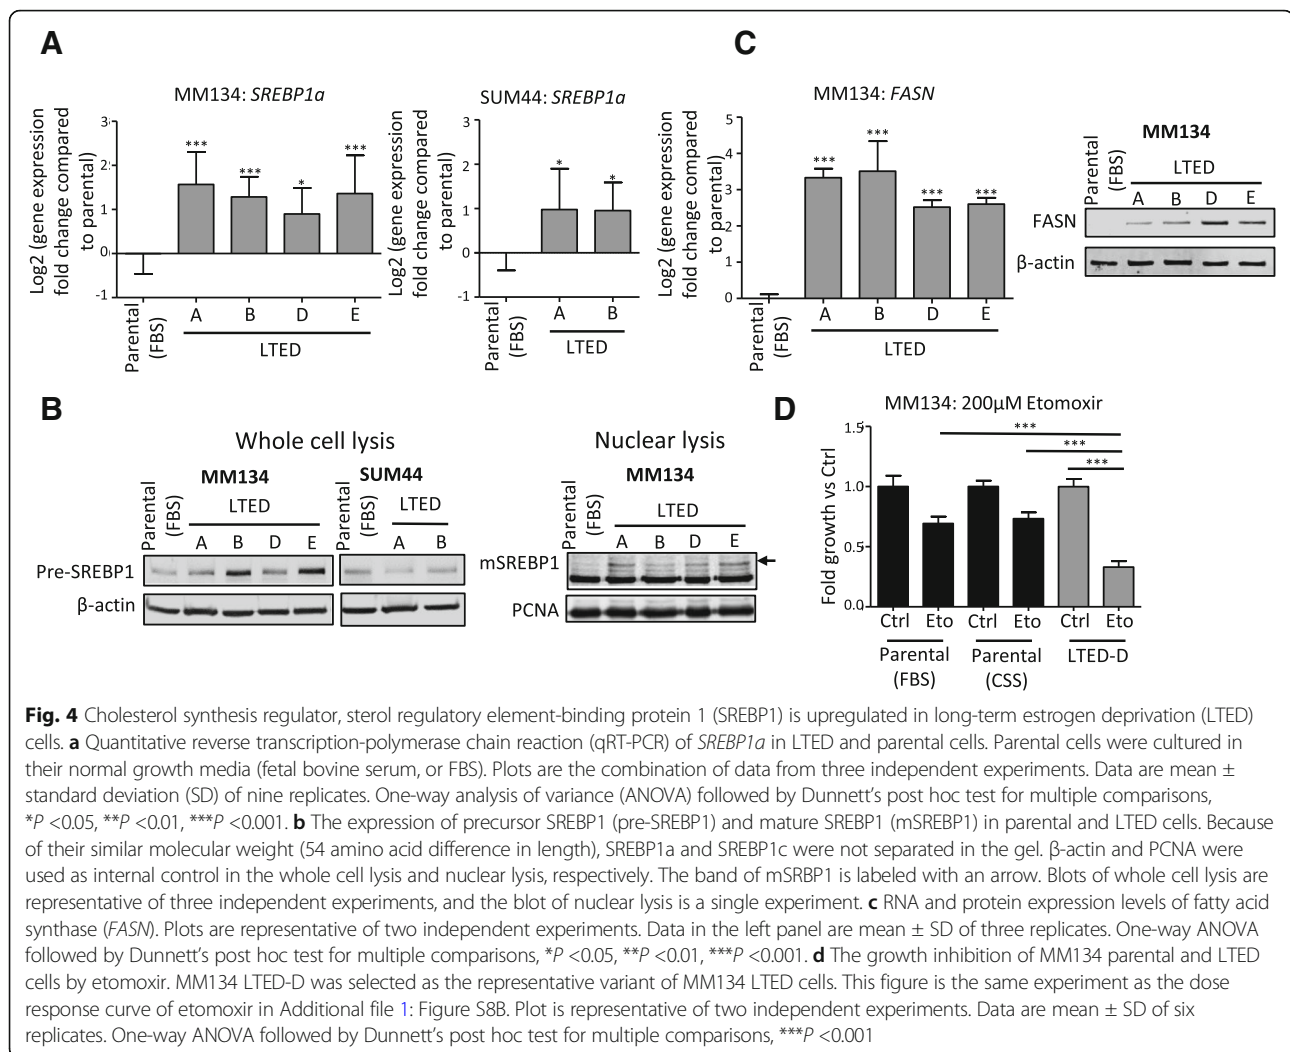 A
MM134: SREBP1a
Log2 (gene expression
fold change compared
to parental)
3
2
1
0
-1
***
***
*
***
Parental
(FBS)
A B D E
LTED
SUM44: SREBP1a
Log2 (gene expression
fold change compared
to parental)
3
2
1
0
-1
*
*
Parental
(FBS)
A B
LTED
C
MM134: FASN
Log2 (gene expression
fold change compared
to parental)
5
4
3
2
1
0
***
***
***
***
Parental
(FBS)
A B D E
LTED
MM134
Parental
(FBS)
LTED
A B D E
FASN
β-actin
B
Whole cell lysis
MM134
Parental
(FBS)
LTED
A B D E
SUM44
Parental
(FBS)
LTED
A B
Pre-SREBP1
β-actin
Nuclear lysis
MM134
Parental
(FBS)
LTED
A B D E
mSREBP1
PCNA
D
MM134: 200µM Etomoxir
Fold growth vs Ctrl
1.5
1.0
0.5
0.0
***
***
***
Ctrl Eto Ctrl Eto Ctrl Eto
Parental
(FBS)
Parental
(CSS)
LTED-D
Fig. 4 Cholesterol synthesis regulator, sterol regulatory element-binding protein 1 (SREBP1) is upregulated in long-term estrogen deprivation (LTED)
cells. a Quantitative reverse transcription-polymerase chain reaction (qRT-PCR) of SREBP1a in LTED and parental cells. Parental cells were cultured in
their normal growth media (fetal bovine serum, or FBS). Plots are the combination of data from three independent experiments. Data are mean ±
standard deviation (SD) of nine replicates. One-way analysis of variance (ANOVA) followed by Dunnett's post hoc test for multiple comparisons,
*P <0.05, **P <0.01, ***P <0.001. b The expression of precursor SREBP1 (pre-SREBP1) and mature SREBP1 (mSREBP1) in parental and LTED cells. Because
of their similar molecular weight (54 amino acid difference in length), SREBP1a and SREBP1c were not separated in the gel. β-actin and PCNA were
used as internal control in the whole cell lysis and nuclear lysis, respectively. The band of mSRBP1 is labeled with an arrow. Blots of whole cell lysis are
representative of three independent experiments, and the blot of nuclear lysis is a single experiment. c RNA and protein expression levels of fatty acid
synthase (FASN). Plots are representative of two independent experiments. Data in the left panel are mean ± SD of three replicates. One-way ANOVA
followed by Dunnett's post hoc test for multiple comparisons, *P <0.05, **P <0.01, ***P <0.001. d The growth inhibition of MM134 parental and LTED
cells by etomoxir. MM134 LTED-D was selected as the representative variant of MM134 LTED cells. This figure is the same experiment as the dose
response curve of etomoxir in Additional file 1: Figure S8B. Plot is representative of two independent experiments. Data are mean ± SD of six
replicates. One-way ANOVA followed by Dunnett's post hoc test for multiple comparisons, ***P <0.001